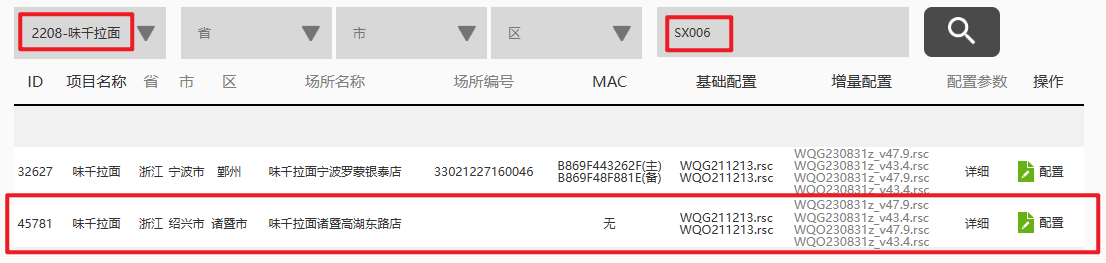 2208-味千拉面 省 市 区 SX006
ID 项目名称 省 市 区 场所名称 场所编号 MAC 基础配置 增量配置 配置参数 操作
WQG230831z_v47.9.rsc
B869F443262F(主) WQG211213.rsc WQG230831z_v43.4.rsc
32627 味千拉面 浙江 宁波市 鄞州 味千拉面宁波罗蒙银泰店 33021227160046 详细 配置
B869F48F881E(备) WQO211213.rsc WQO230831z_v47.9.rsc
WQO230831z_v43.4.rsc
WQG230831z_v47.9.rsc
WQG211213.rsc WQG230831z_v43.4.rsc
45781 味千拉面 浙江 绍兴市 诸暨市 味千拉面诸暨高湖东路店 无 详细 配置
WQO211213.rsc WQO230831z_v47.9.rsc
WQO230831z_v43.4.rsc